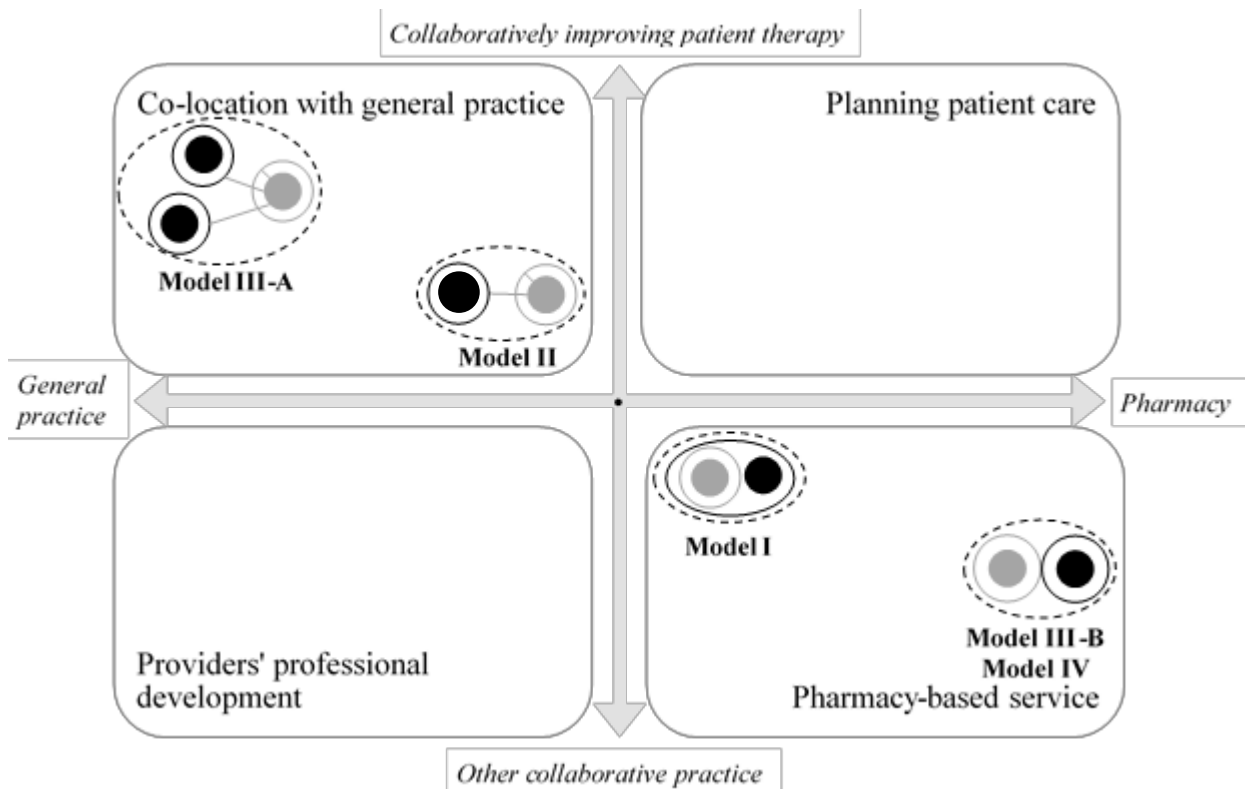 Collaboratively improving patient therapy
Co-location with general practice
Planning patient care
Model III-A
Model II
General
practice
Pharmacy
Model I
Model III-B
Model IV
Providers' professional
development
Pharmacy-based service
Other collaborative practice